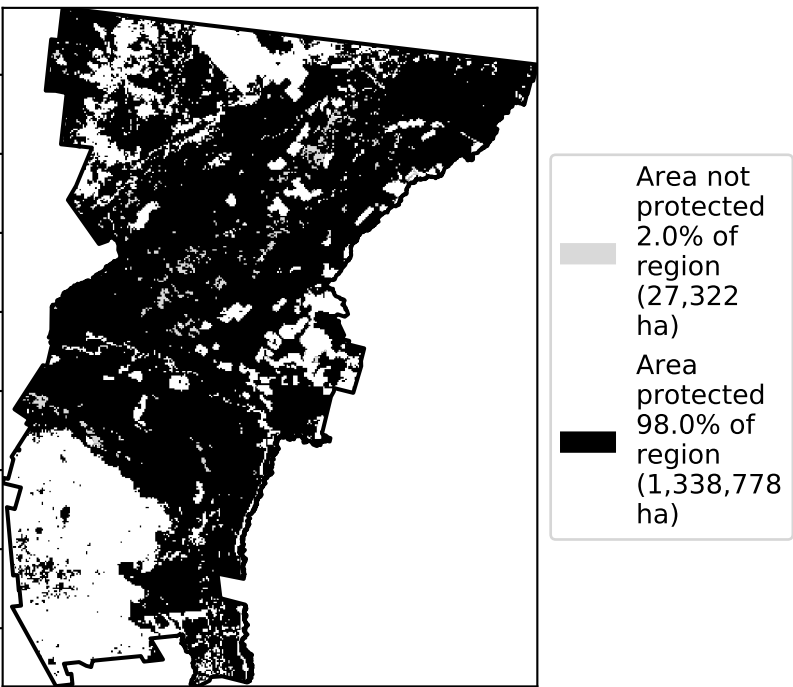 Area not
protected
2.0% of
region
(27,322
ha)
Area
protected
98.0% of
region
(1,338,778
ha)